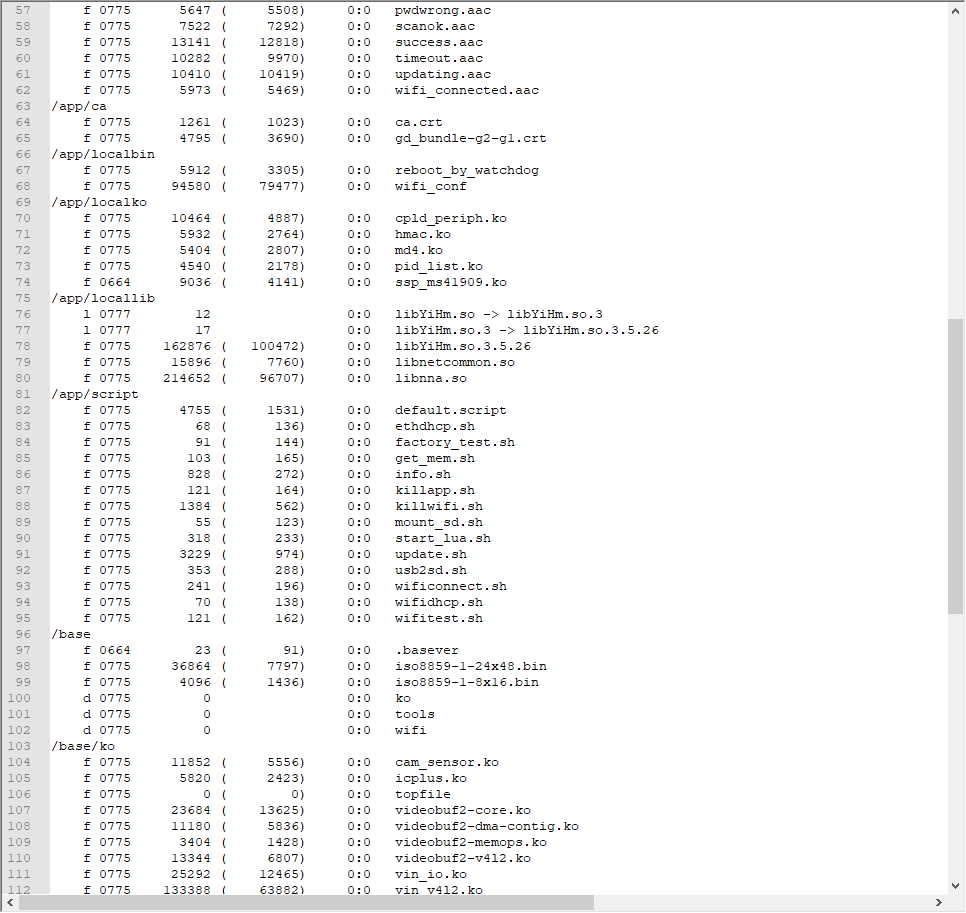 57 f 0775 5647 ( 5508) 0:0 pwdwrong.aac
58 f 0775 7522 ( 7292) 0:0 scanok.aac
59 f 0775 13141 ( 12818) 0:0 success.aac
60 f 0775 10282 ( 9970) 0:0 timeout.aac
61 f 0775 10410 ( 10419) 0:0 updating.aac
62 f 0775 5973 ( 5469) 0:0 wifi_connected.aac
63 /app/ca
64 f 0775 1261 ( 1023) 0:0 ca.crt
65 f 0775 4795 ( 3690) 0:0 gd_bundle-g2-g1.crt
66 /app/localbin
67 f 0775 5912 ( 3305) 0:0 reboot_by_watchdog
68 f 0775 94580 ( 79477) 0:0 wifi_conf
69 /app/localko
70 f 0775 10464 ( 4887) 0:0 cpld_periph.ko
71 f 0775 5932 ( 2764) 0:0 hmac.ko
72 f 0775 5404 ( 2807) 0:0 md4.ko
73 f 0775 4540 ( 2178) 0:0 pid_list.ko
74 f 0664 9036 ( 4141) 0:0 ssp_ms41909.ko
75 /app/locallib
76 l 0777 12 0:0 libYiHm.so -> libYiHm.so.3
77 l 0777 17 0:0 libYiHm.so.3 -> libYiHm.so.3.5.26
78 f 0775 162876 ( 100472) 0:0 libYiHm.so.3.5.26
79 f 0775 15896 ( 7760) 0:0 libnetcommon.so
80 f 0775 214652 ( 96707) 0:0 libnna.so
81 /app/script
82 f 0775 4755 ( 1531) 0:0 default.script
83 f 0775 68 ( 136) 0:0 ethdhcp.sh
84 f 0775 91 ( 144) 0:0 factory_test.sh
85 f 0775 103 ( 165) 0:0 get_mem.sh
86 f 0775 828 ( 272) 0:0 info.sh
87 f 0775 121 ( 164) 0:0 killapp.sh
88 f 0775 1384 ( 562) 0:0 killwifi.sh
89 f 0775 55 ( 123) 0:0 mount_sd.sh
90 f 0775 318 ( 233) 0:0 start_lua.sh
91 f 0775 3229 ( 974) 0:0 update.sh
92 f 0775 353 ( 288) 0:0 usb2sd.sh
93 f 0775 241 ( 196) 0:0 wificonnect.sh
94 f 0775 70 ( 138) 0:0 wifidhcp.sh
95 f 0775 121 ( 162) 0:0 wifitest.sh
96 /base
97 f 0664 23 ( 91) 0:0 .basever
98 f 0775 36864 ( 7797) 0:0 iso8859-1-24x48.bin
99 f 0775 4096 ( 1436) 0:0 iso8859-1-8x16.bin
100 d 0775 0 0:0 ko
101 d 0775 0 0:0 tools
102 d 0775 0 0:0 wifi
103 /base/ko
104 f 0775 11852 ( 5556) 0:0 cam_sensor.ko
105 f 0775 5820 ( 2423) 0:0 icplus.ko
106 f 0775 0 ( 0) 0:0 topfile
107 f 0775 23684 ( 13625) 0:0 videobuf2-core.ko
108 f 0775 11180 ( 5836) 0:0 videobuf2-dma-contig.ko
109 f 0775 3404 ( 1428) 0:0 videobuf2-memops.ko
110 f 0775 13344 ( 6807) 0:0 videobuf2-v4l2.ko
111 f 0775 25292 ( 12465) 0:0 vin_io.ko
112 f 0775 133388 ( 63882) 0:0 vin_v4l2.ko